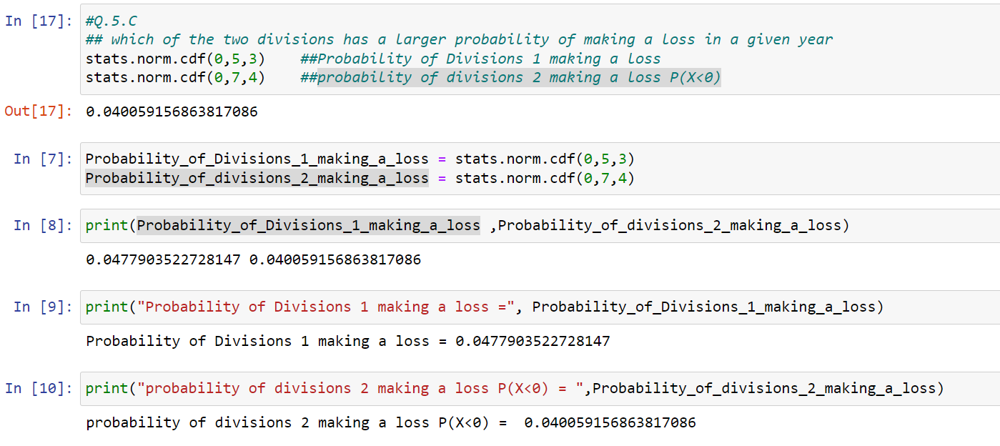 In [17]: #Q.5.C
## which of the two divisions has a larger probability of making a loss in a given year
stats.norm.cdf(0,5,3)    ##Probability of Divisions 1 making a loss
stats.norm.cdf(0,7,4)    ##probability of divisions 2 making a loss P(X<0)
Out[17]: 0.040059156863817086
In [7]: Probability_of_Divisions_1_making_a_loss = stats.norm.cdf(0,5,3)
Probability_of_divisions_2_making_a_loss = stats.norm.cdf(0,7,4)
In [8]: print(Probability_of_Divisions_1_making_a_loss ,Probability_of_divisions_2_making_a_loss)
0.0477903522728147 0.040059156863817086
In [9]: print("Probability of Divisions 1 making a loss =", Probability_of_Divisions_1_making_a_loss)
Probability of Divisions 1 making a loss = 0.0477903522728147
In [10]: print("probability of divisions 2 making a loss P(X<0) = ",Probability_of_divisions_2_making_a_loss)
probability of divisions 2 making a loss P(X<0) =  0.040059156863817086